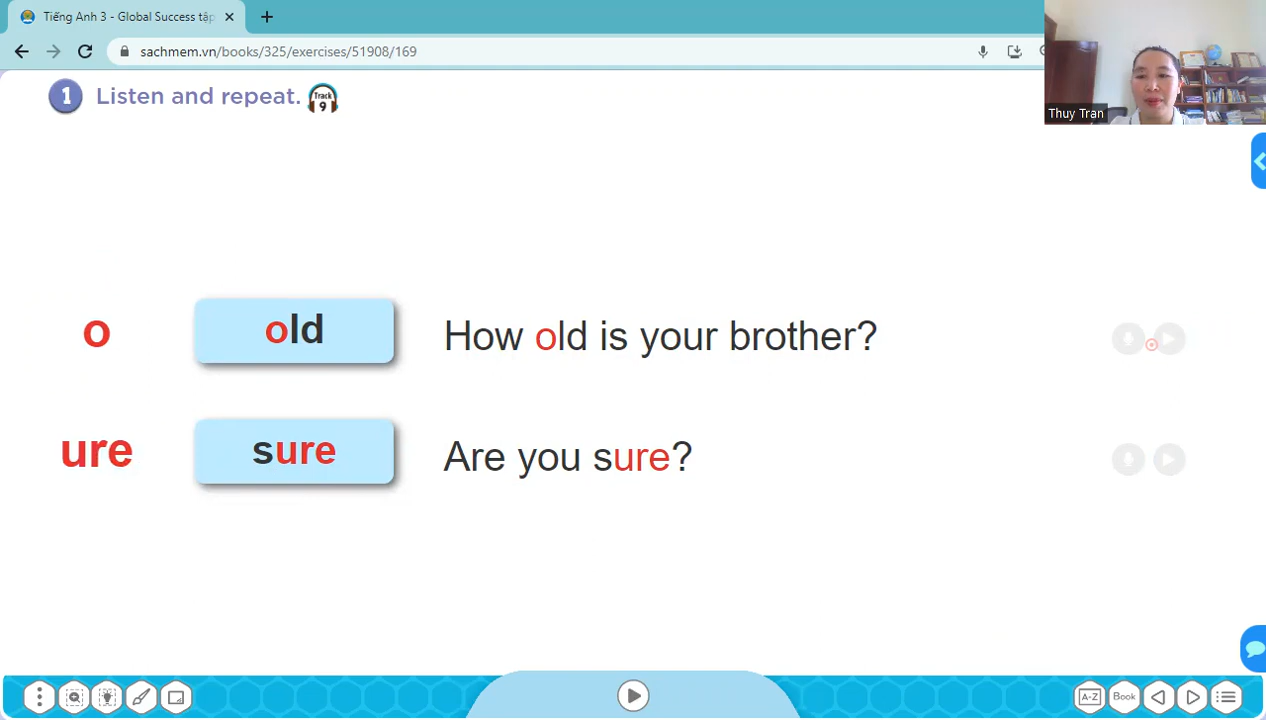 Tiếng Anh 3 - Global Success tập
sachmem.vn/books/325/exercises/51908/169
Thuy Tran
1 Listen and repeat. Track 9
o old How old is your brother?
ure sure Are you sure?
A-Z Book